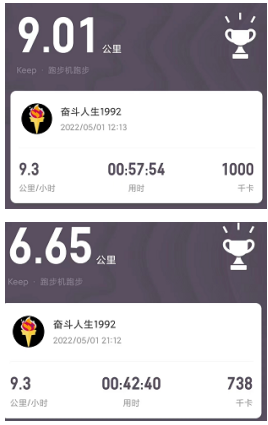 9.01 公里
Keep · 跑步机跑步
奋斗人生1992
2022/05/01 12:13
9.3 00:57:54 1000
公里/小时 用时 千卡
6.65 公里
Keep · 跑步机跑步
奋斗人生1992
2022/05/01 21:12
9.3 00:42:40 738
公里/小时 用时 千卡